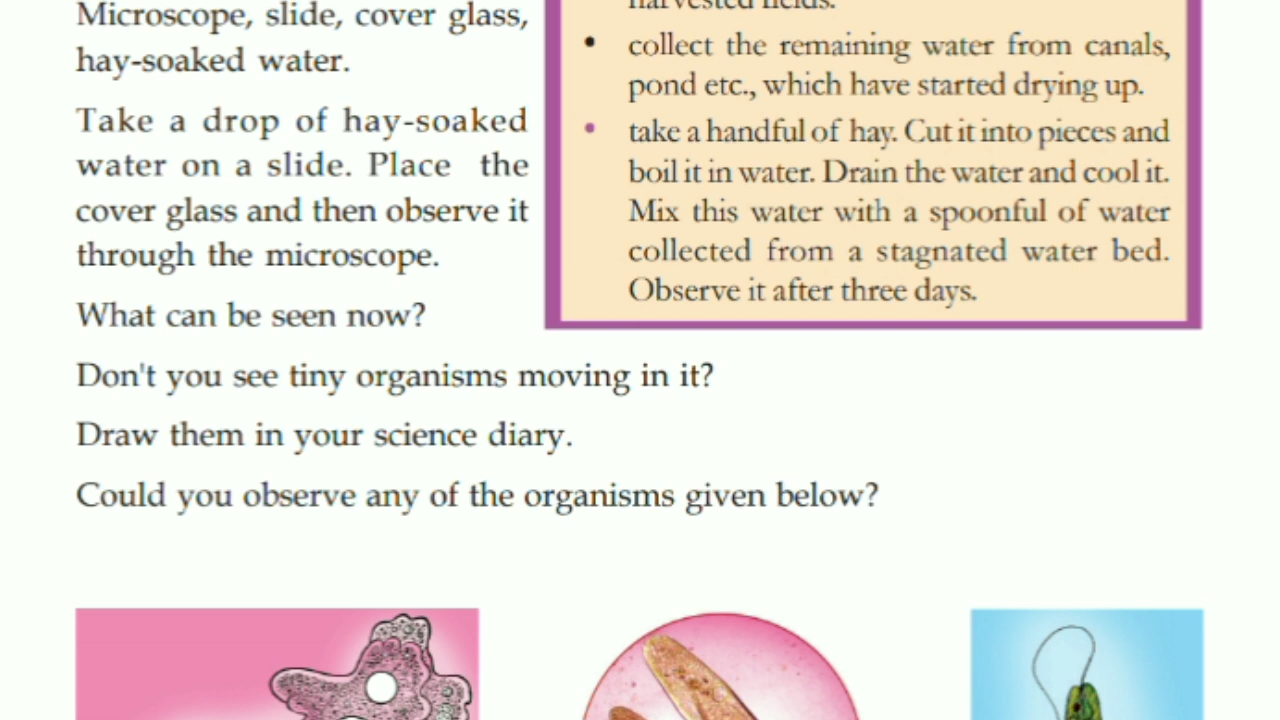 Microscope, slide, cover glass,
hay-soaked water.
Take a drop of hay-soaked
water on a slide. Place the
cover glass and then observe it
through the microscope.
What can be seen now?
harvested fields.
• collect the remaining water from canals,
pond etc., which have started drying up.
• take a handful of hay. Cut it into pieces and
boil it in water. Drain the water and cool it.
Mix this water with a spoonful of water
collected from a stagnated water bed.
Observe it after three days.
Don't you see tiny organisms moving in it?
Draw them in your science diary.
Could you observe any of the organisms given below?